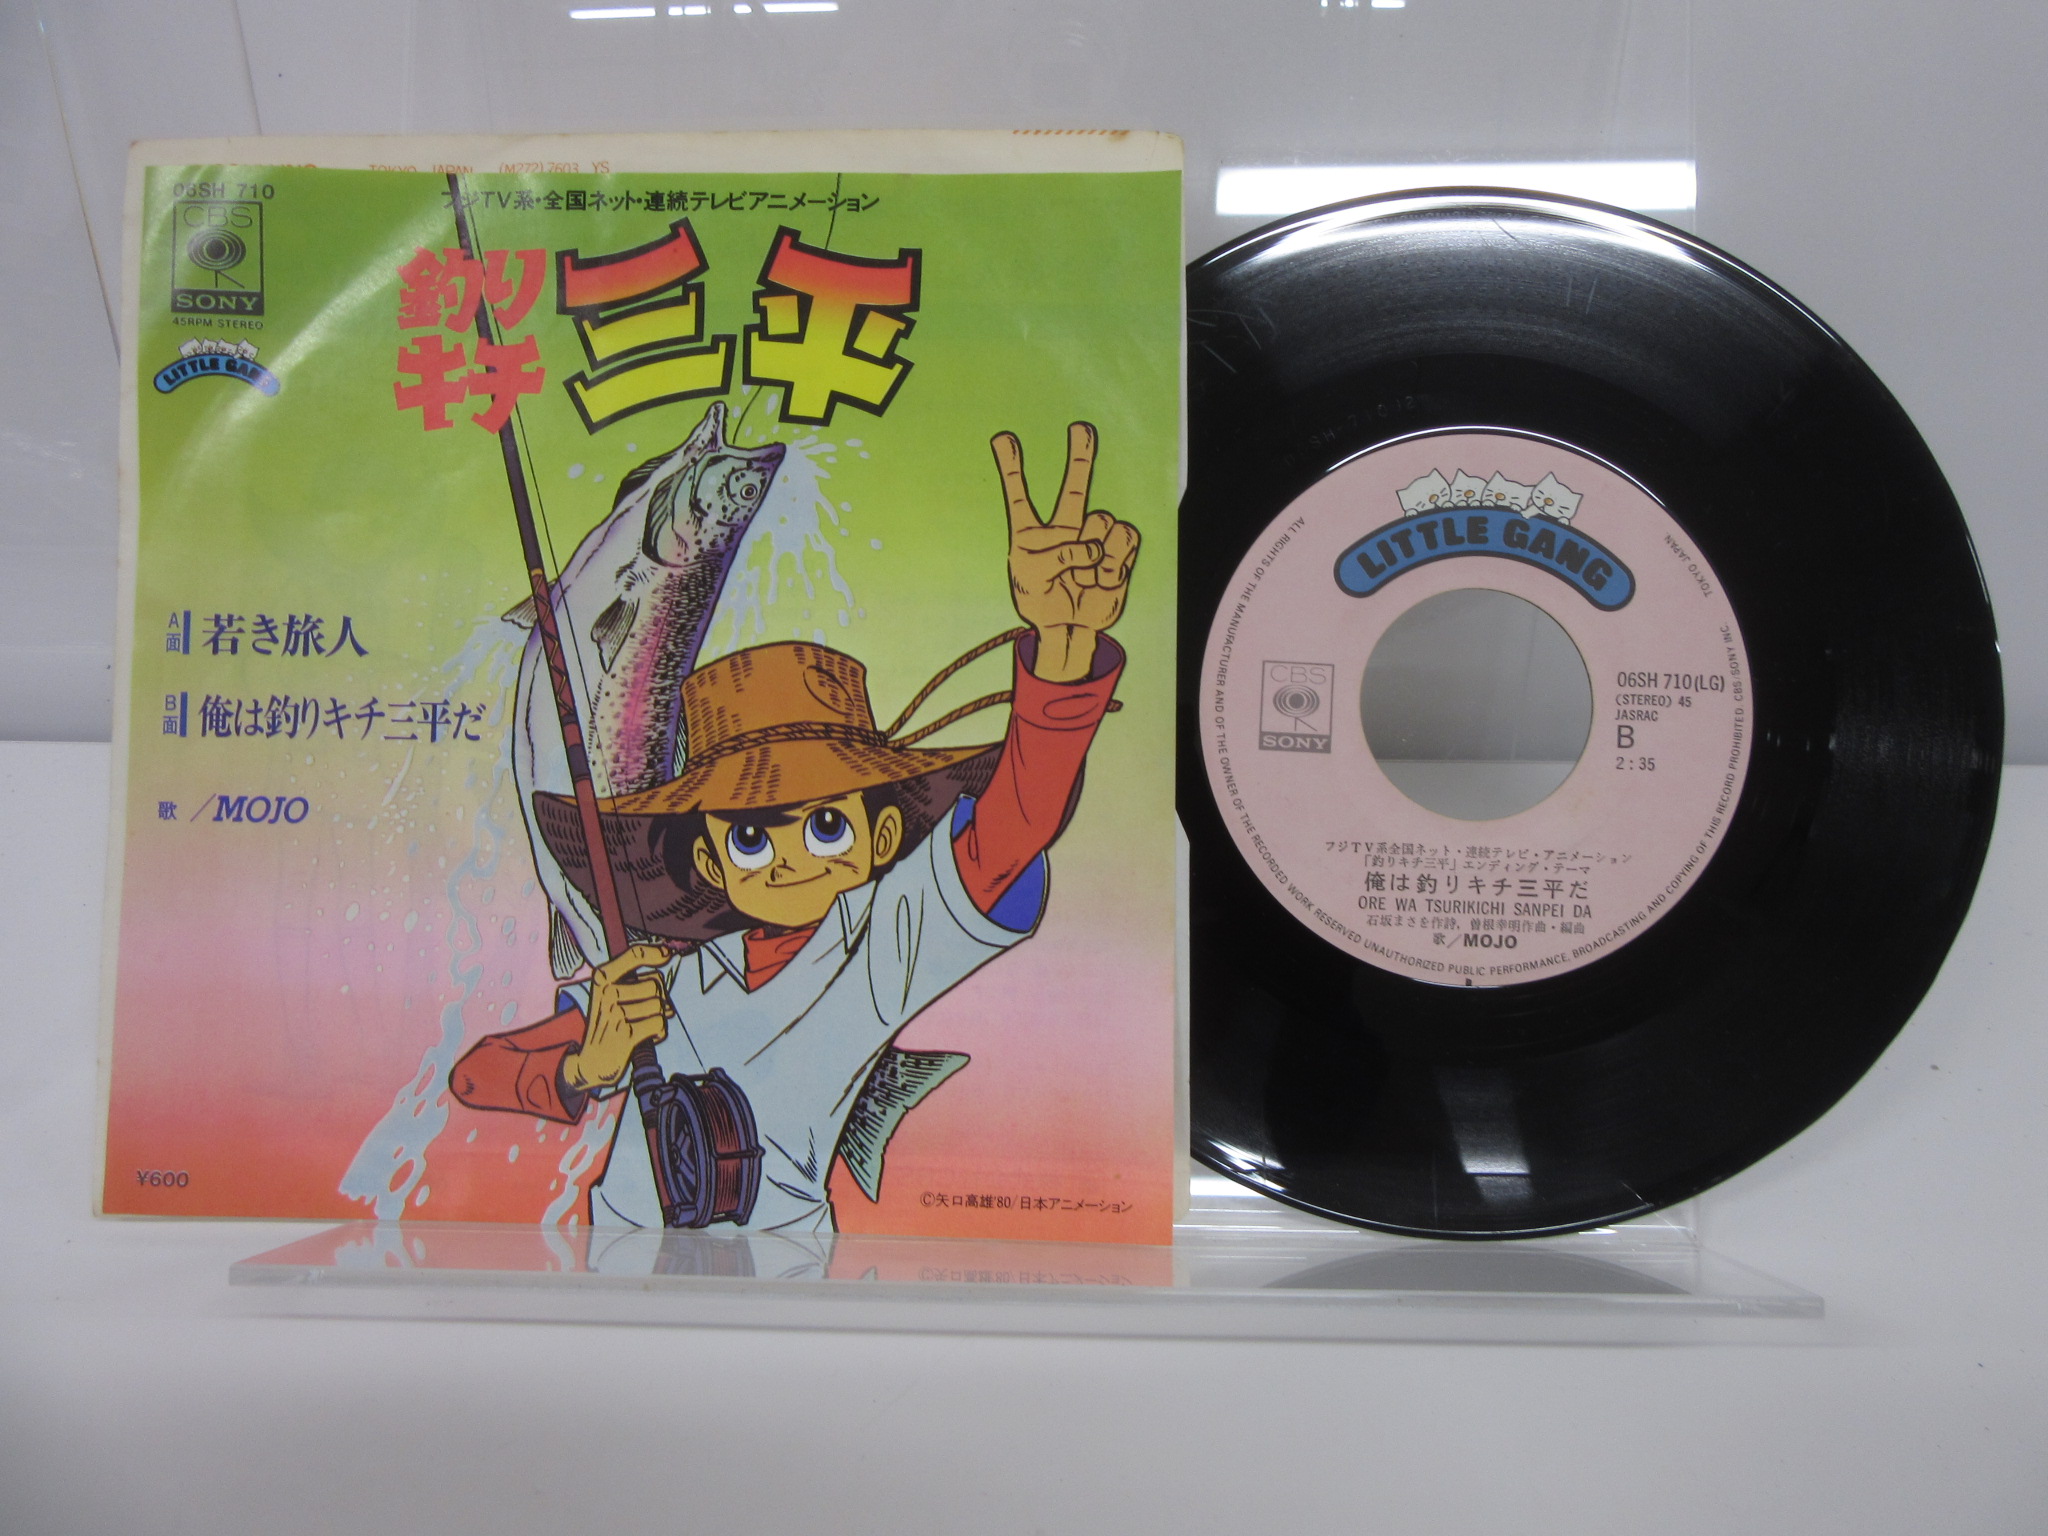 TOKYO JAPAN (M272) 7603 YS
06SH 710
CBS
SONY
45RPM STEREO
LITTLE GANG
フジTV系・全国ネット・連続テレビアニメーション
釣り
キチ
三平
A面 若き旅人
B面 俺は釣りキチ三平だ
歌／MOJO
¥600
©矢口高雄'80/日本アニメーション
LITTLE GANG
CBS
SONY
06SH 710(LG)
(STEREO) 45
JASRAC
B
2:35
フジTV系全国ネット・連続テレビ・アニメーション
「釣りキチ三平」エンディング・テーマ
俺は釣りキチ三平だ
ORE WA TSURIKICHI SANPEI DA
石坂まさを作詩, 曽根幸明作曲・編曲
歌／MOJO
ALL RIGHTS OF THE MANUFACTURER AND OF THE OWNER OF THE RECORDED WORK RESERVED UNAUTHORIZED PUBLIC PERFORMANCE, BROADCASTING AND COPYING OF THIS RECORD PROHIBITED. CBS/SONY INC. TOKYO JAPAN